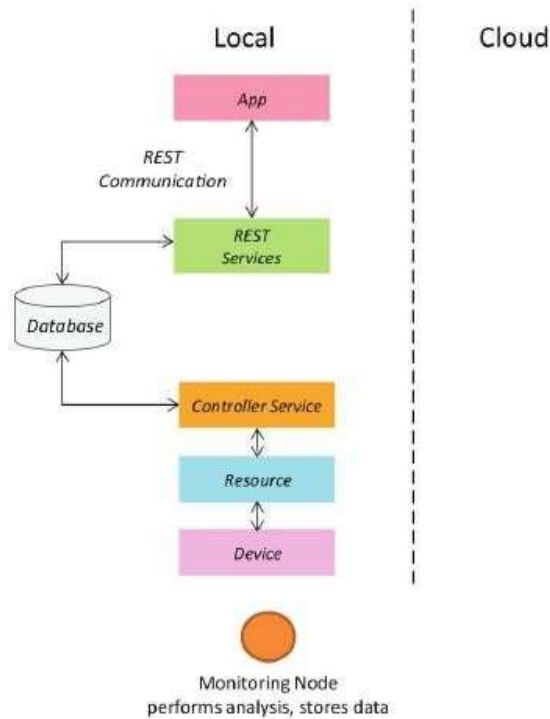 Local
Cloud
App
REST
Communication
REST
Services
Database
Controller Service
Resource
Device
Monitoring Node
performs analysis, stores data